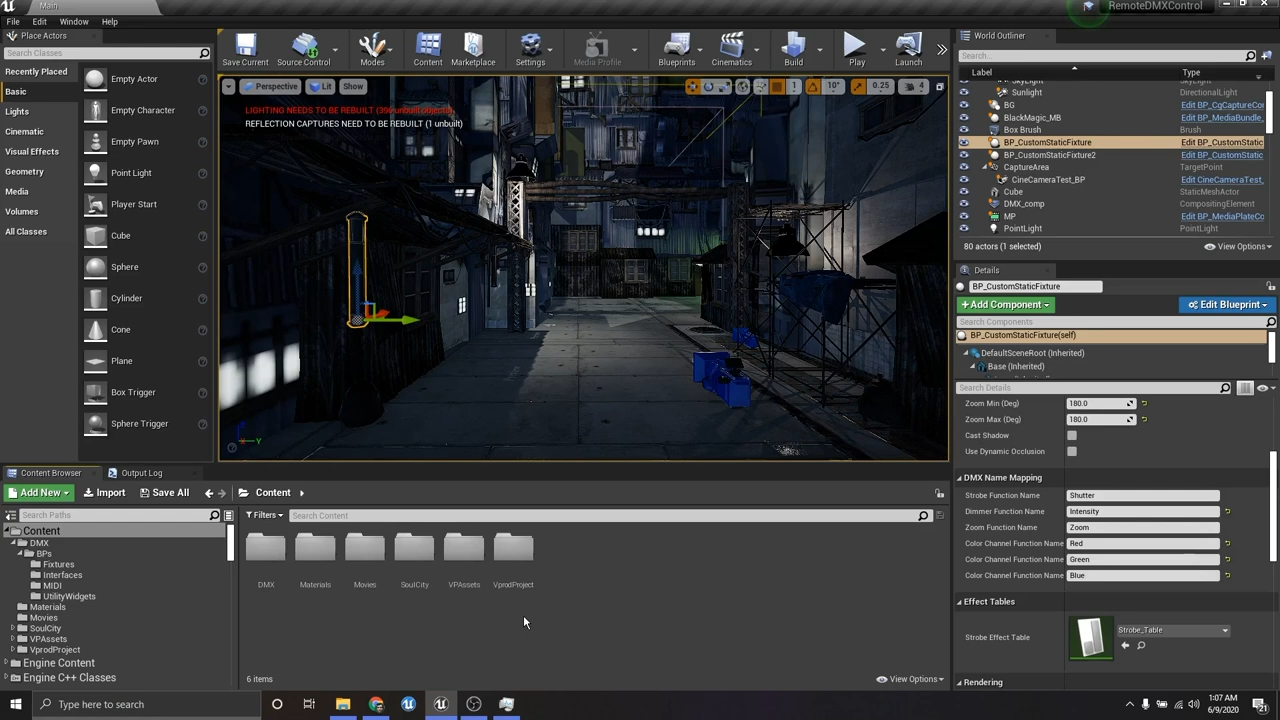 Main
RemoteDMXControl
File Edit Window Help
Place Actors
Search Classes
Recently Placed
Basic
Lights
Cinematic
Visual Effects
Geometry
Media
Volumes
All Classes
Empty Actor
Empty Character
Empty Pawn
Point Light
Player Start
Cube
Sphere
Cylinder
Cone
Plane
Box Trigger
Sphere Trigger
Save Current
Source Control
Modes
Content
Marketplace
Settings
Media Profile
Blueprints
Cinematics
Build
Play
Launch
Perspective Lit Show
10° 0.25 4
LIGHTING NEEDS TO BE REBUILT
REFLECTION CAPTURES NEED TO BE REBUILT (1 unbuilt)
Y
World Outliner
Search...
Label Type
SkyLight
Sunlight DirectionalLight
BG Edit BP_CgCaptureCo
BlackMagic_MB Edit BP_MediaBundle_
Box Brush Brush
BP_CustomStaticFixture Edit BP_CustomStatic
BP_CustomStaticFixture2 Edit BP_CustomStatic
CaptureArea TargetPoint
CineCameraTest_BP Edit CineCameraTest_
Cube StaticMeshActor
DMX_comp CompositingElement
MP Edit BP_MediaPlateCo
PointLight PointLight
80 actors (1 selected) View Options
Details
BP_CustomStaticFixture
+ Add Component Edit Blueprint
Search Components
BP_CustomStaticFixture(self)
DefaultSceneRoot (Inherited)
Base (Inherited)
Search Details
Zoom Min (Deg) 180.0
Zoom Max (Deg) 180.0
Cast Shadow
Use Dynamic Occlusion
DMX Name Mapping
Strobe Function Name Shutter
Dimmer Function Name Intensity
Zoom Function Name Zoom
Color Channel Function Name Red
Color Channel Function Name Green
Color Channel Function Name Blue
Effect Tables
Strobe Effect Table Strobe_Table
Rendering
Content Browser Output Log
Add New Import Save All Content
Search Paths
Filters Search Content
Content
DMX
BPs
Fixtures
Interfaces
MIDI
UtilityWidgets
Materials
Movies
SoulCity
VPAssets
VprodProject
Engine Content
Engine C++ Classes
DMX Materials Movies SoulCity VPAssets VprodProject
6 items View Options
Type here to search
1:07 AM
6/9/2020
21